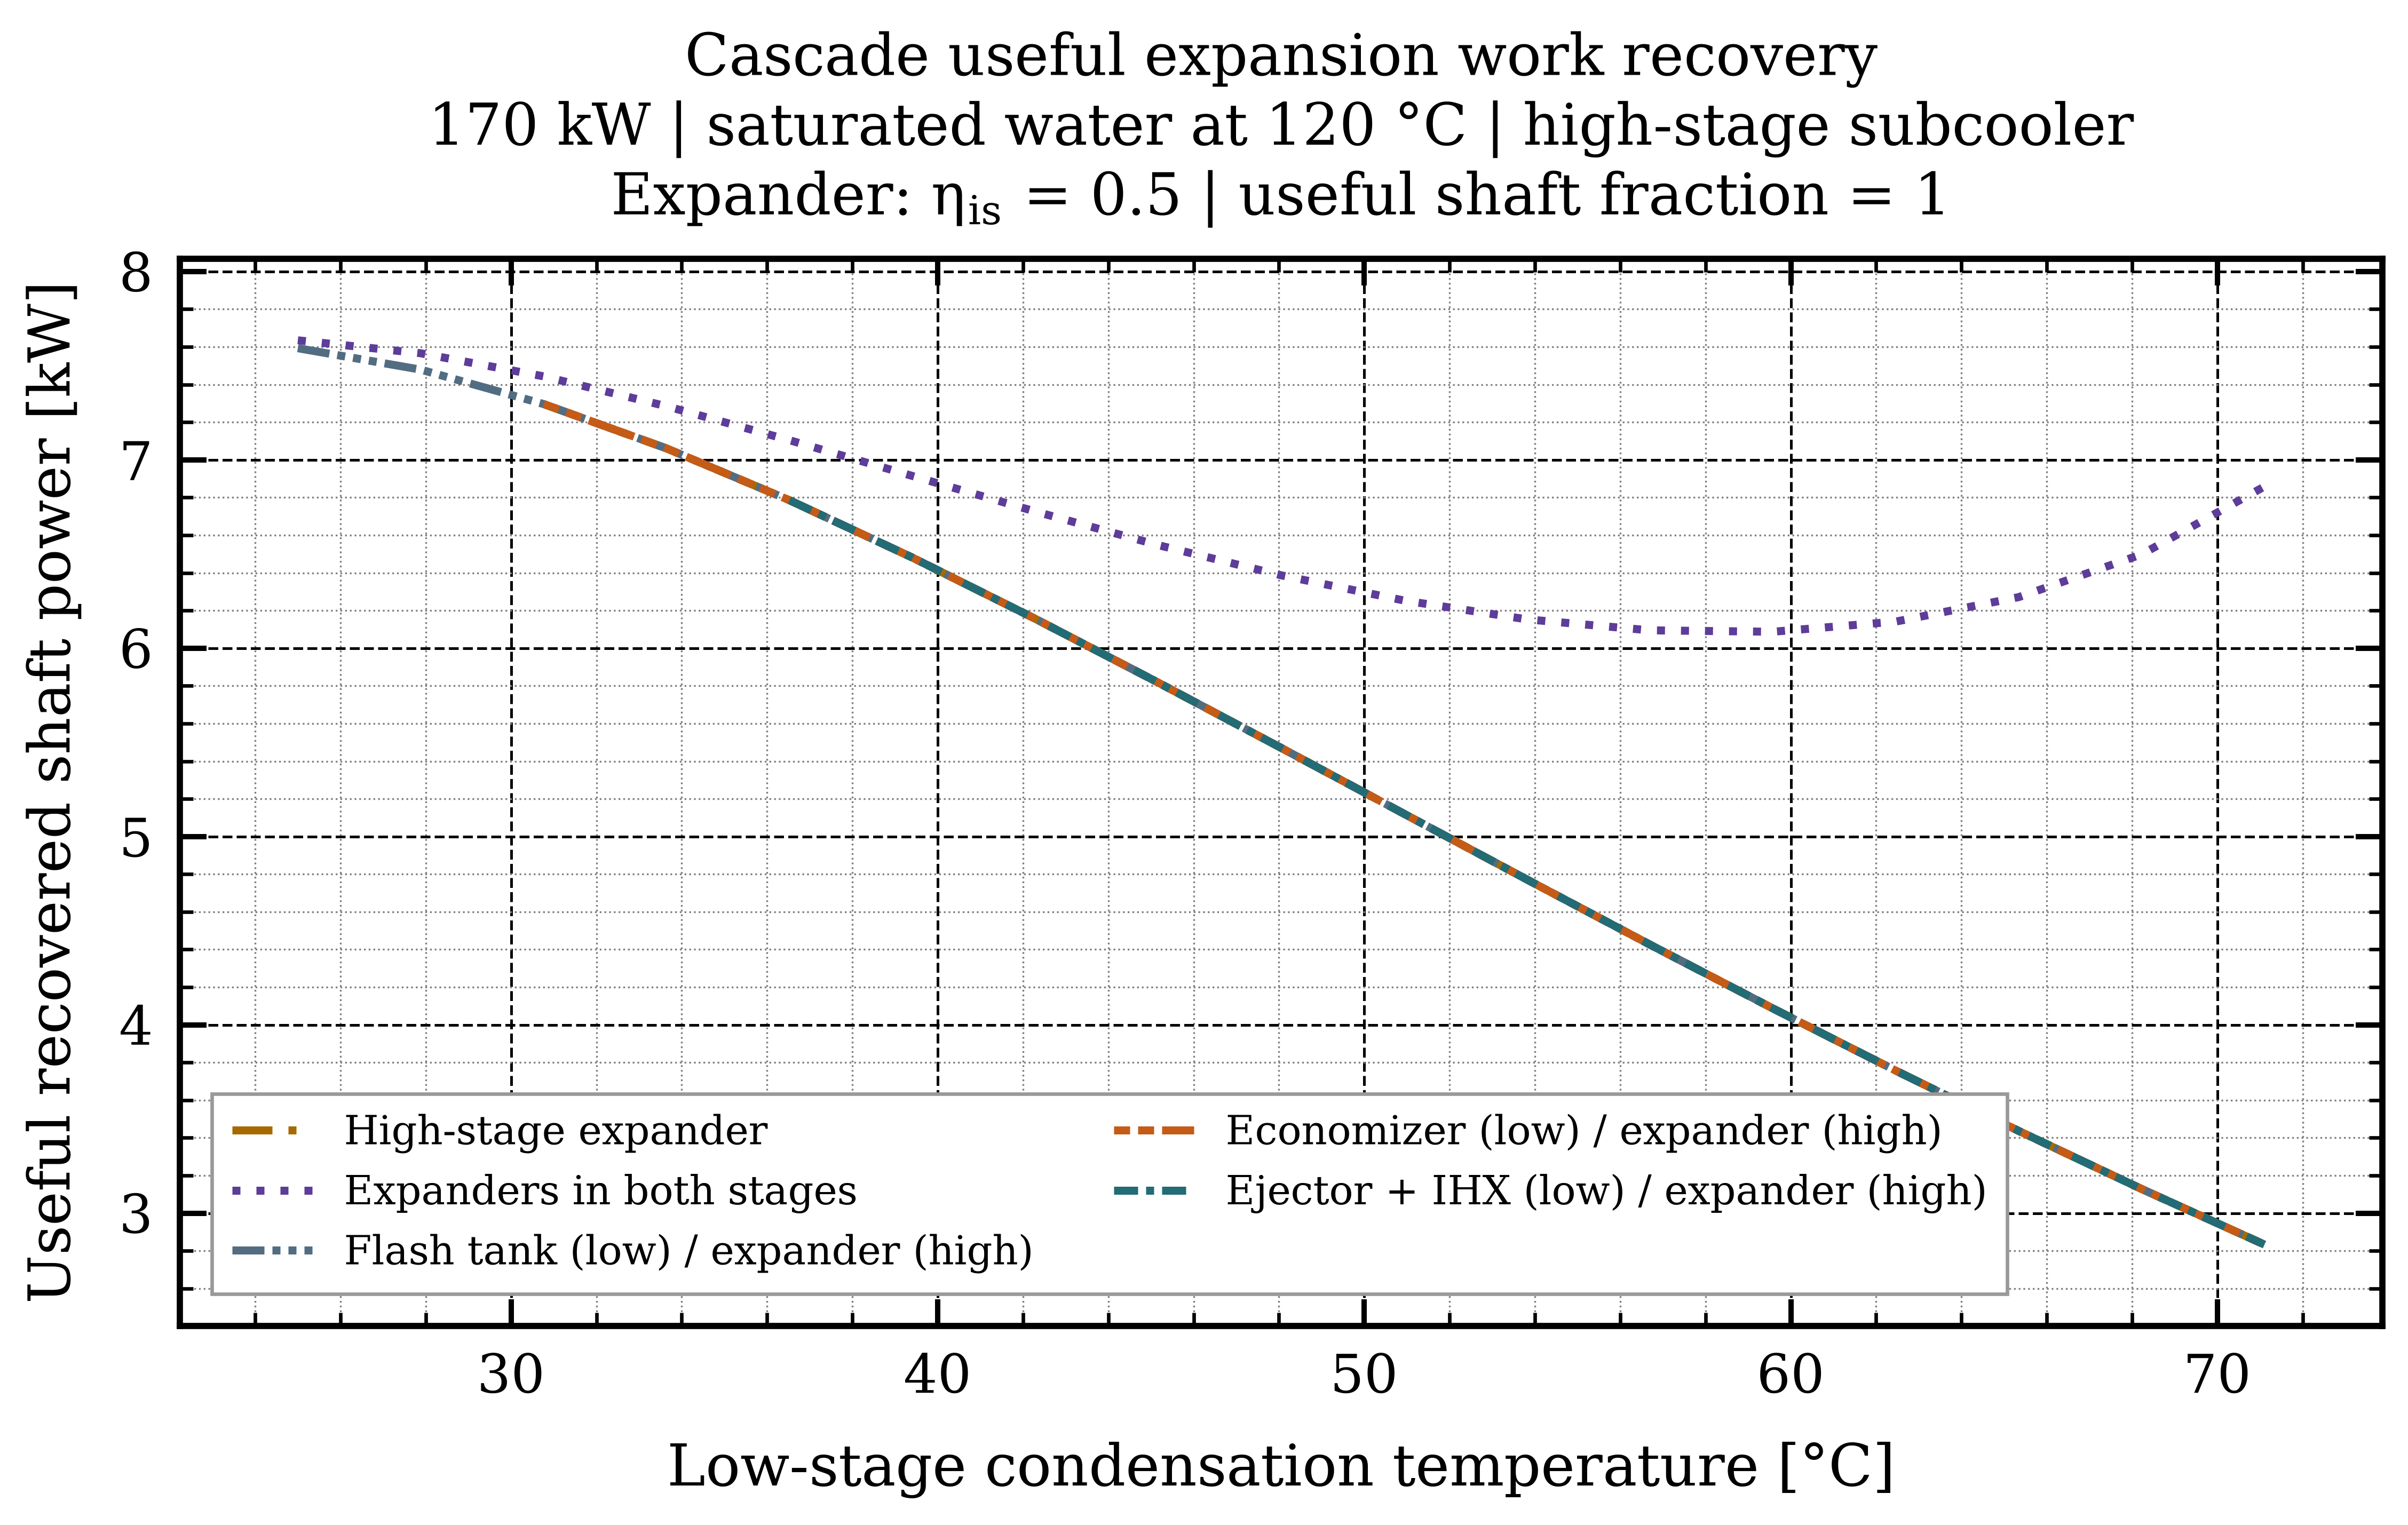 Cascade useful expansion work recovery
170 kW | saturated water at 120 °C | high-stage subcooler
Expander: ηis = 0.5 | useful shaft fraction = 1
Useful recovered shaft power [kW]
8
7
6
5
4
3
High-stage expander
Expanders in both stages
Flash tank (low) / expander (high)
Economizer (low) / expander (high)
Ejector + IHX (low) / expander (high)
30 40 50 60 70
Low-stage condensation temperature [°C]